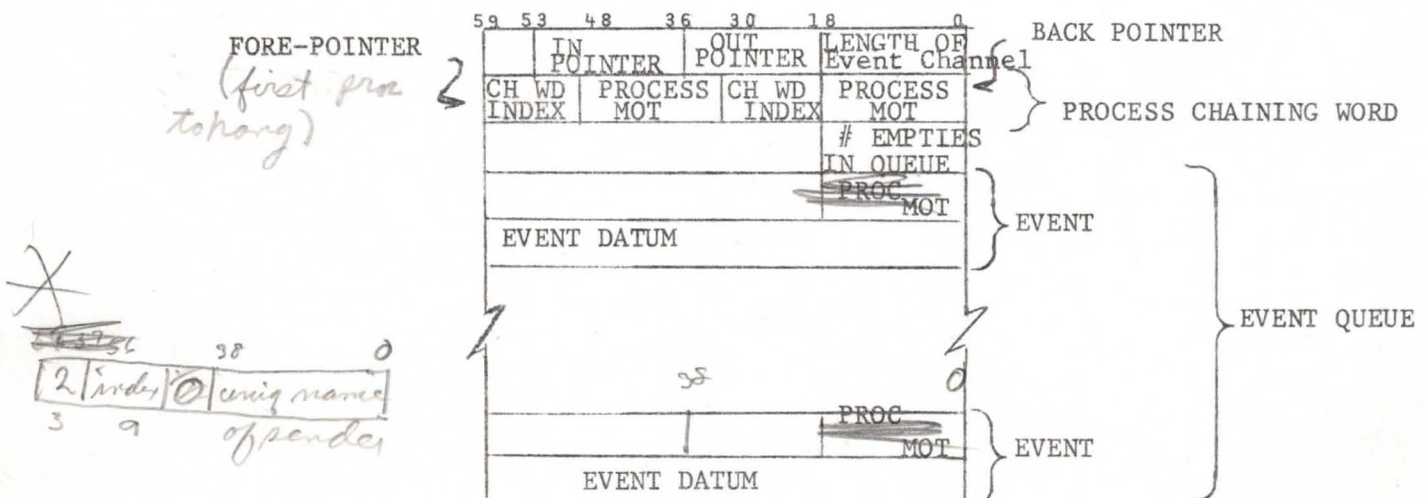 59 53 48 36 30 18 0
BACK POINTER
FORE-POINTER
(first proc
to hang)
IN
POINTER
OUT
POINTER
LENGTH OF
Event Channel
CH WD
INDEX
PROCESS
MOT
CH WD
INDEX
PROCESS
MOT
PROCESS CHAINING WORD
# EMPTIES
IN QUEUE
PROC
MOT
EVENT
EVENT DATUM
EVENT QUEUE
38 0
2 index 0 uniq name
3 9 of sender
38 0
PROC
MOT
EVENT
EVENT DATUM